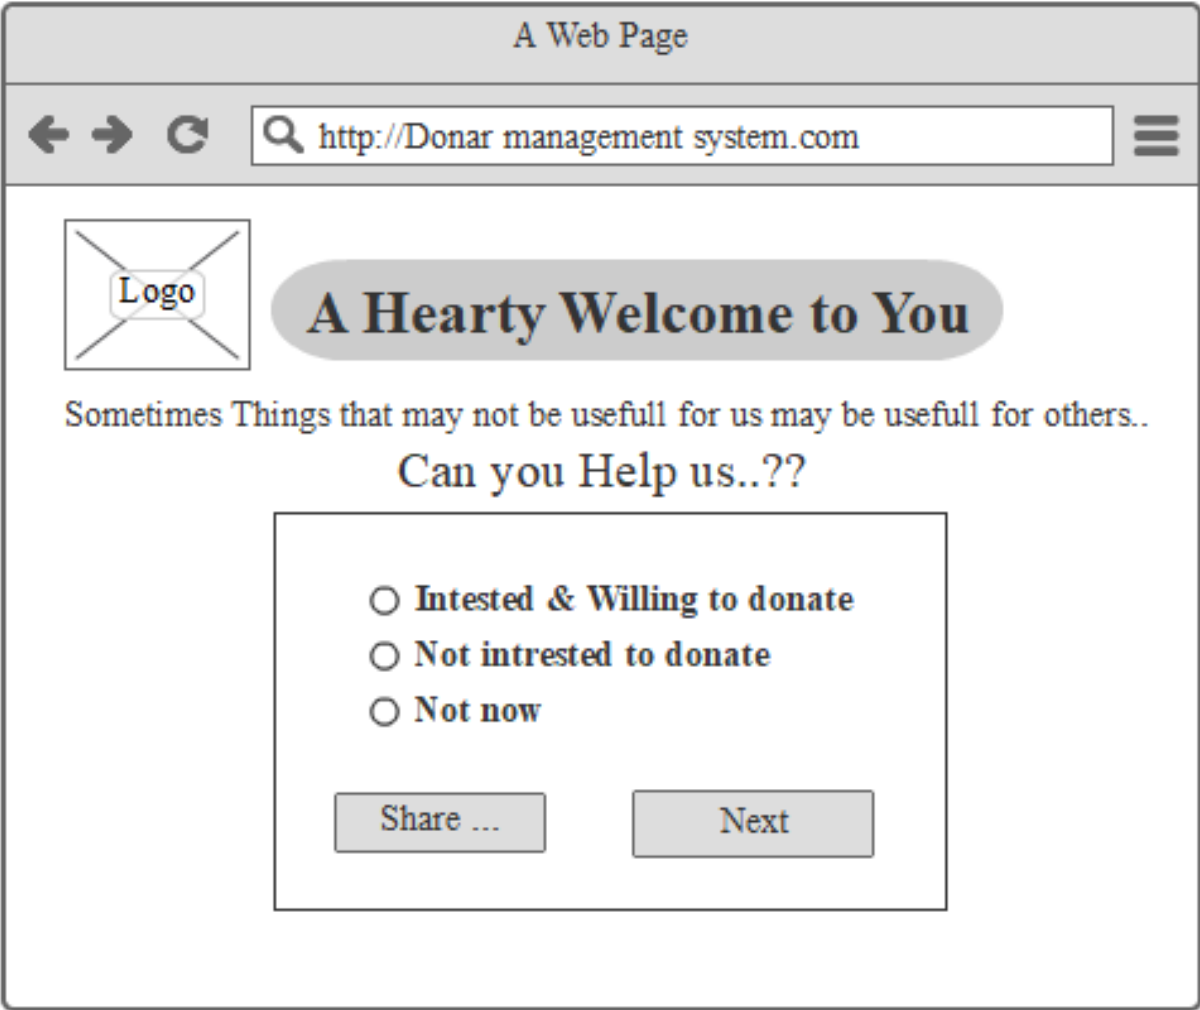 A Web Page
http://Donar management system.com
Logo
A Hearty Welcome to You
Sometimes Things that may not be usefull for us may be usefull for others..
Can you Help us..??
Intested & Willing to donate
Not intrested to donate
Not now
Share ...
Next